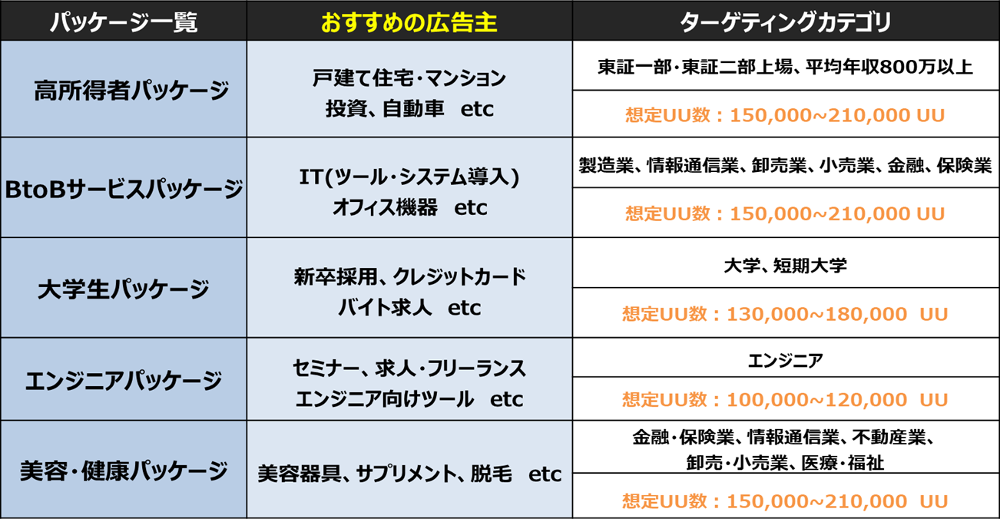 パッケージ一覧
おすすめの広告主
ターゲティングカテゴリ
高所得者パッケージ
戸建て住宅・マンション
投資、自動車 etc
東証一部・東証二部上場、平均年収800万以上
想定UU数：150,000~210,000 UU
BtoBサービスパッケージ
IT(ツール・システム導入)
オフィス機器 etc
製造業、情報通信業、卸売業、小売業、金融、保険業
想定UU数：150,000~210,000 UU
大学生パッケージ
新卒採用、クレジットカード
バイト求人 etc
大学、短期大学
想定UU数：130,000~180,000 UU
エンジニアパッケージ
セミナー、求人・フリーランス
エンジニア向けツール etc
エンジニア
想定UU数：100,000~120,000 UU
美容・健康パッケージ
美容器具、サプリメント、脱毛 etc
金融・保険業、情報通信業、不動産業、
卸売・小売業、医療・福祉
想定UU数：150,000~210,000 UU